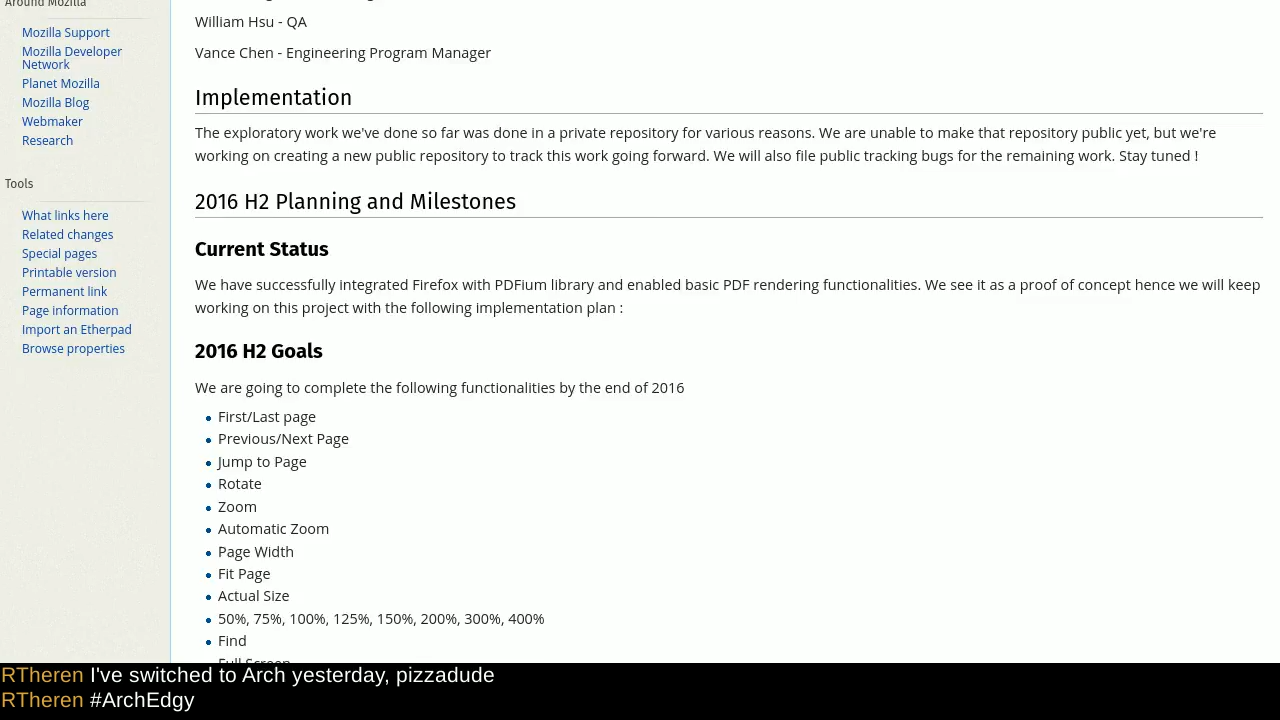 Around Mozilla
Mozilla Support
Mozilla Developer
Network
Planet Mozilla
Mozilla Blog
Webmaker
Research
Tools
What links here
Related changes
Special pages
Printable version
Permanent link
Page information
Import an Etherpad
Browse properties
William Hsu - QA
Vance Chen - Engineering Program Manager
Implementation
The exploratory work we've done so far was done in a private repository for various reasons. We are unable to make that repository public yet, but we're
working on creating a new public repository to track this work going forward. We will also file public tracking bugs for the remaining work. Stay tuned !
2016 H2 Planning and Milestones
Current Status
We have successfully integrated Firefox with PDFium library and enabled basic PDF rendering functionalities. We see it as a proof of concept hence we will keep
working on this project with the following implementation plan :
2016 H2 Goals
We are going to complete the following functionalities by the end of 2016
First/Last page
Previous/Next Page
Jump to Page
Rotate
Zoom
Automatic Zoom
Page Width
Fit Page
Actual Size
50%, 75%, 100%, 125%, 150%, 200%, 300%, 400%
Find
Full Screen
RTheren I've switched to Arch yesterday, pizzadude
RTheren #ArchEdgy